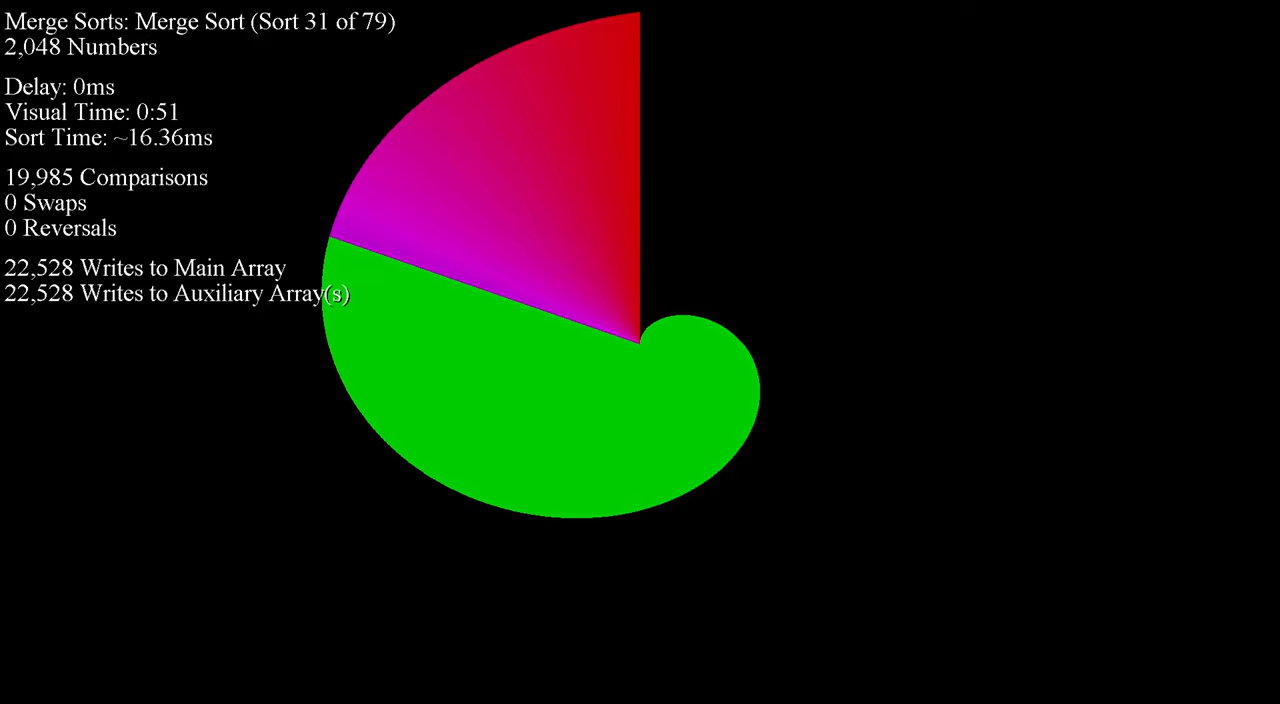 Merge Sorts: Merge Sort (Sort 31 of 79)
2,048 Numbers
Delay: 0ms
Visual Time: 0:51
Sort Time: ~16.36ms
19,985 Comparisons
0 Swaps
0 Reversals
22,528 Writes to Main Array
22,528 Writes to Auxiliary Array(s)